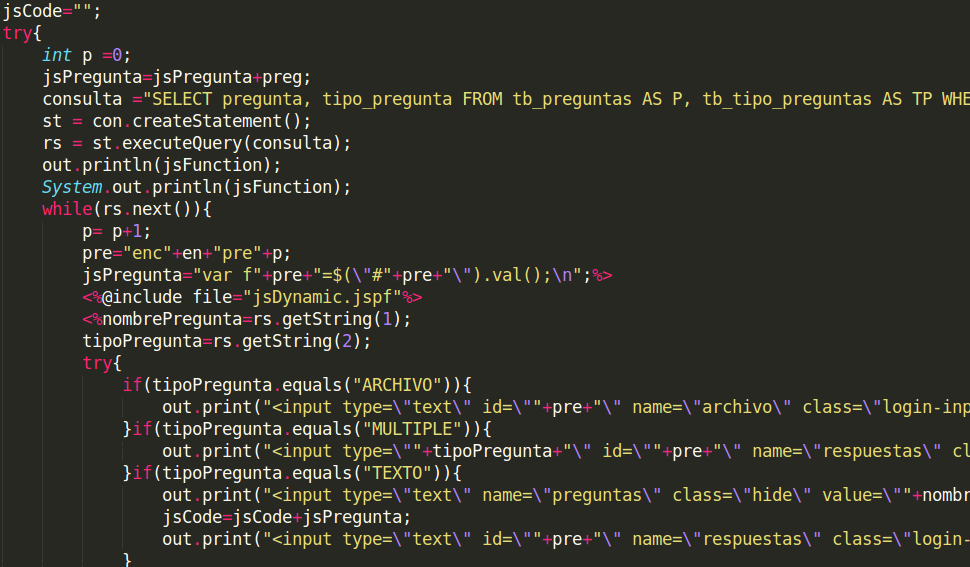 jsCode="";
try{
int p =0;
jsPregunta=jsPregunta+preg;
consulta ="SELECT pregunta, tipo_pregunta FROM tb_preguntas AS P, tb_tipo_preguntas AS TP WHE
st = con.createStatement();
rs = st.executeQuery(consulta);
out.println(jsFunction);
System.out.println(jsFunction);
while(rs.next()){
p= p+1;
pre="enc"+en+"pre"+p;
jsPregunta="var f"+pre+"=$(\"#"+pre+"\").val();\n";%>
<%@include file="jsDynamic.jspf"%>
<%nombrePregunta=rs.getString(1);
tipoPregunta=rs.getString(2);
try{
if(tipoPregunta.equals("ARCHIVO")){
out.print("<input type=\"text\" id=\""+pre+"\" name=\"archivo\" class=\"login-inp
}if(tipoPregunta.equals("MULTIPLE")){
out.print("<input type=\""+tipoPregunta+"\" id=\""+pre+"\" name=\"respuestas\" cl
}if(tipoPregunta.equals("TEXTO")){
out.print("<input type=\"text\" name=\"preguntas\" class=\"hide\" value=\""+nombr
jsCode=jsCode+jsPregunta;
out.print("<input type=\"text\" id=\""+pre+"\" name=\"respuestas\" class=\"login-
}